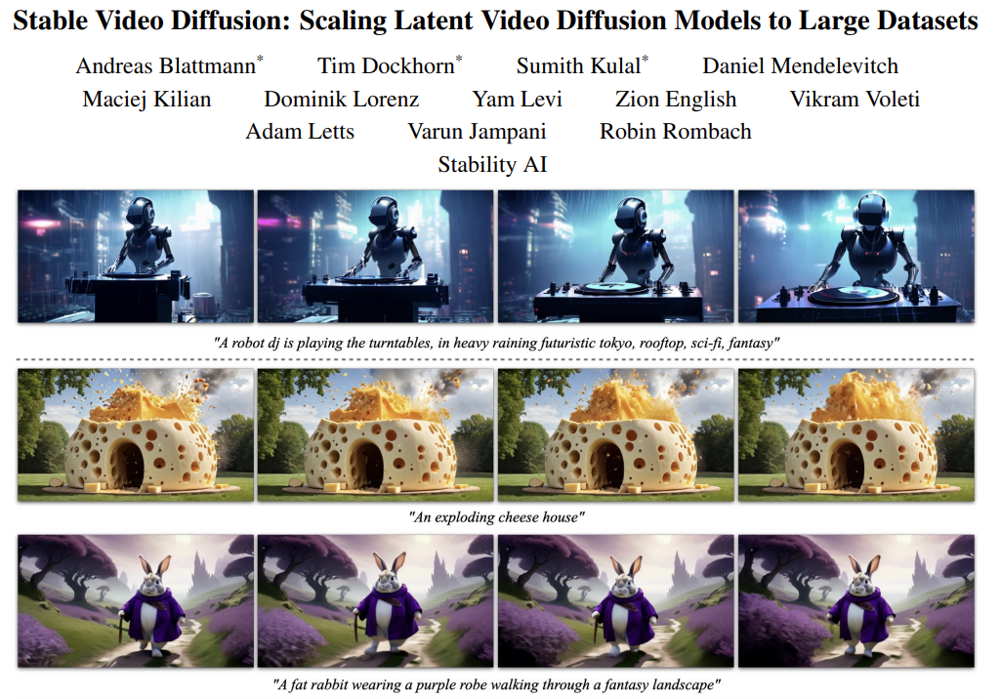 Stable Video Diffusion: Scaling Latent Video Diffusion Models to Large Datasets
Andreas Blattmann* Tim Dockhorn* Sumith Kulal* Daniel Mendelevitch
Maciej Kilian Dominik Lorenz Yam Levi Zion English Vikram Voleti
Adam Letts Varun Jampani Robin Rombach
Stability AI
"A robot dj is playing the turntables, in heavy raining futuristic tokyo, rooftop, sci-fi, fantasy"
"An exploding cheese house"
"A fat rabbit wearing a purple robe walking through a fantasy landscape"